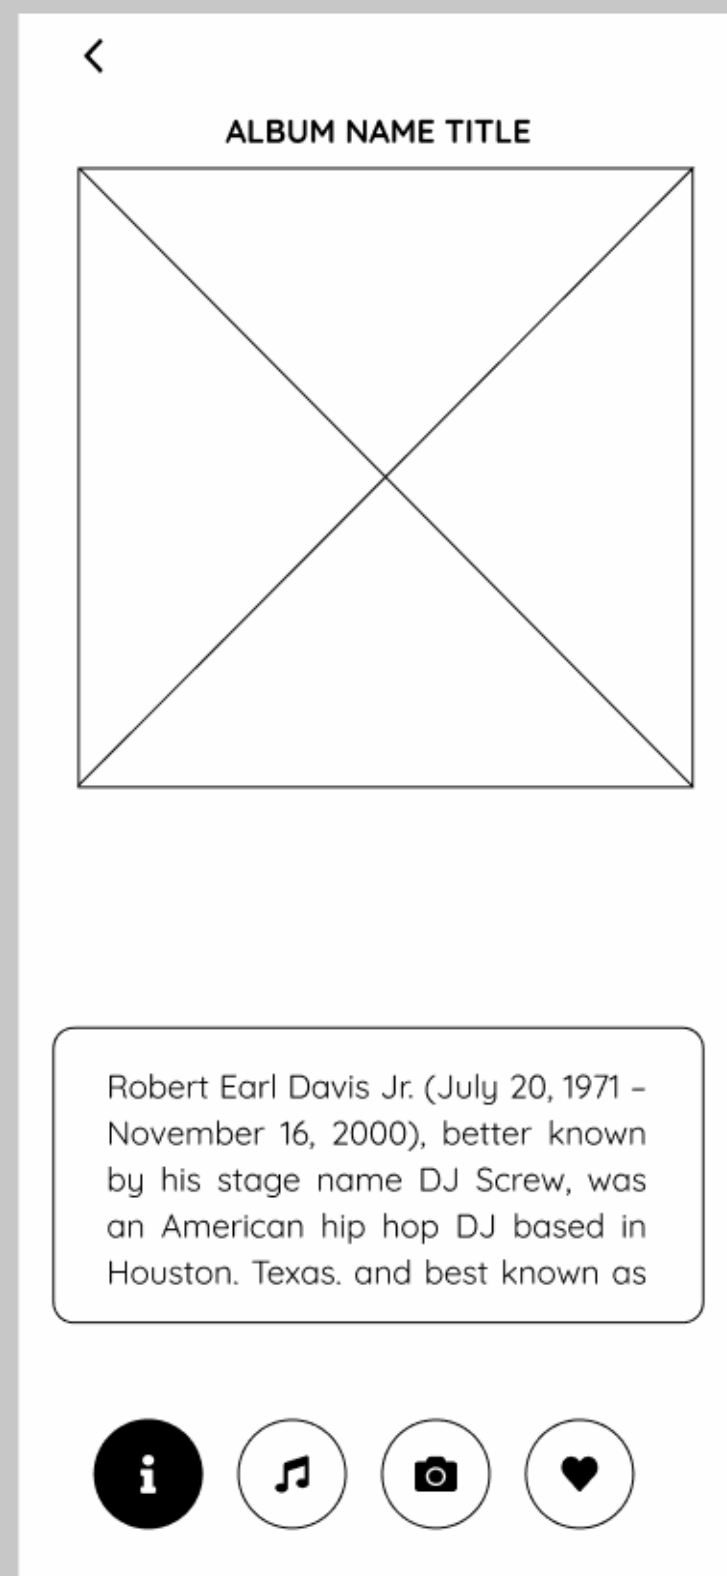 ALBUM NAME TITLE
Robert Earl Davis Jr. (July 20, 1971 –
November 16, 2000), better known
by his stage name DJ Screw, was
an American hip hop DJ based in
Houston, Texas, and best known as